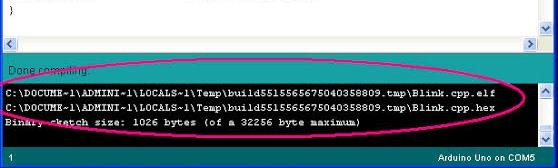 }
Done compiling.
C:\DOCUME~1\ADMINI~1\LOCALS~1\Temp\build5515565675040358809.tmp\Blink.cpp.elf
C:\DOCUME~1\ADMINI~1\LOCALS~1\Temp\build5515565675040358809.tmp\Blink.cpp.hex
Binary sketch size: 1026 bytes (of a 32256 byte maximum)
1
Arduino Uno on COM5